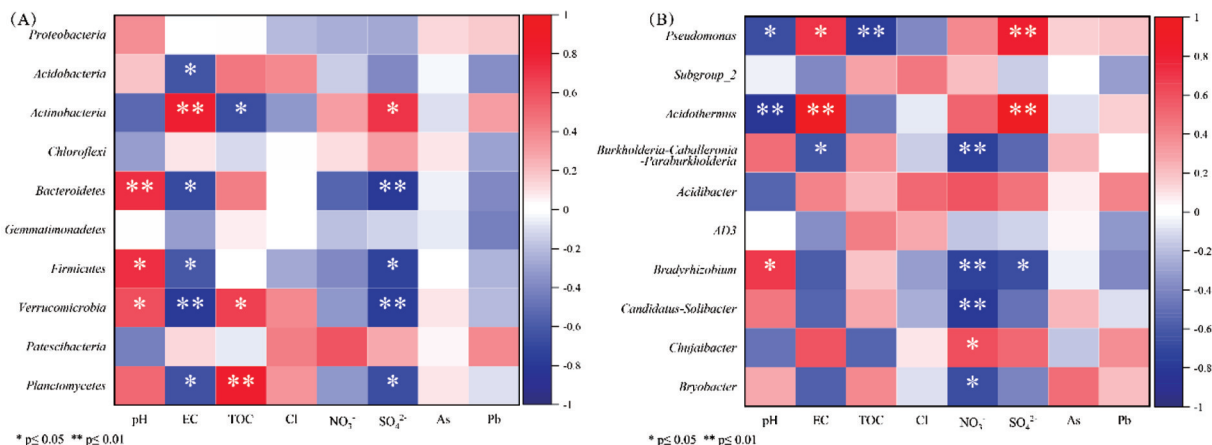 (A)
Proteobacteria
Acidobacteria
*
Actinobacteria
** * *
Chloroflexi
Bacteroidetes
** * **
Gemmatimonadetes
Firmicutes
* * *
Verrucomicrobia
* ** * **
Patescibacteria
Planctomycetes
* ** *
pH EC TOC Cl NO₃⁻ SO₄²⁻ As Pb
* p≤ 0.05 ** p≤ 0.01
1
0.8
0.6
0.4
0.2
0
-0.2
-0.4
-0.6
-0.8
-1
(B)
Pseudomonas
* * ** **
Subgroup_2
Acidothermus
** ** **
Burkholderia-Caballeronia
-Paraburkholderia
* **
Acidibacter
AD3
Bradyrhizobium
* ** *
Candidatus-Solibacter
**
Chujaibacter
*
Bryobacter
*
pH EC TOC Cl NO₃⁻ SO₄²⁻ As Pb
* p≤ 0.05 ** p≤ 0.01
1
0.8
0.6
0.4
0.2
0
-0.2
-0.4
-0.6
-0.8
-1